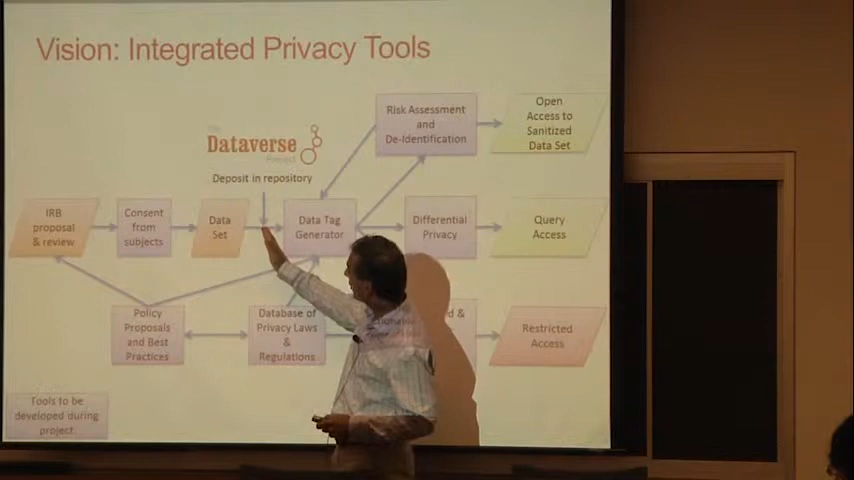 Vision: Integrated Privacy Tools
Risk Assessment
and
De-Identification
Open
Access to
Sanitized
Data Set
Dataverse
Deposit in repository
IRB
proposal
& review
Consent
from
subjects
Data
Set
Data Tag
Generator
Differential
Privacy
Query
Access
Policy
Proposals
and Best
Practices
Database of
Privacy Laws
&
Regulations
d &
Restricted
Access
Tools to be
developed during
project